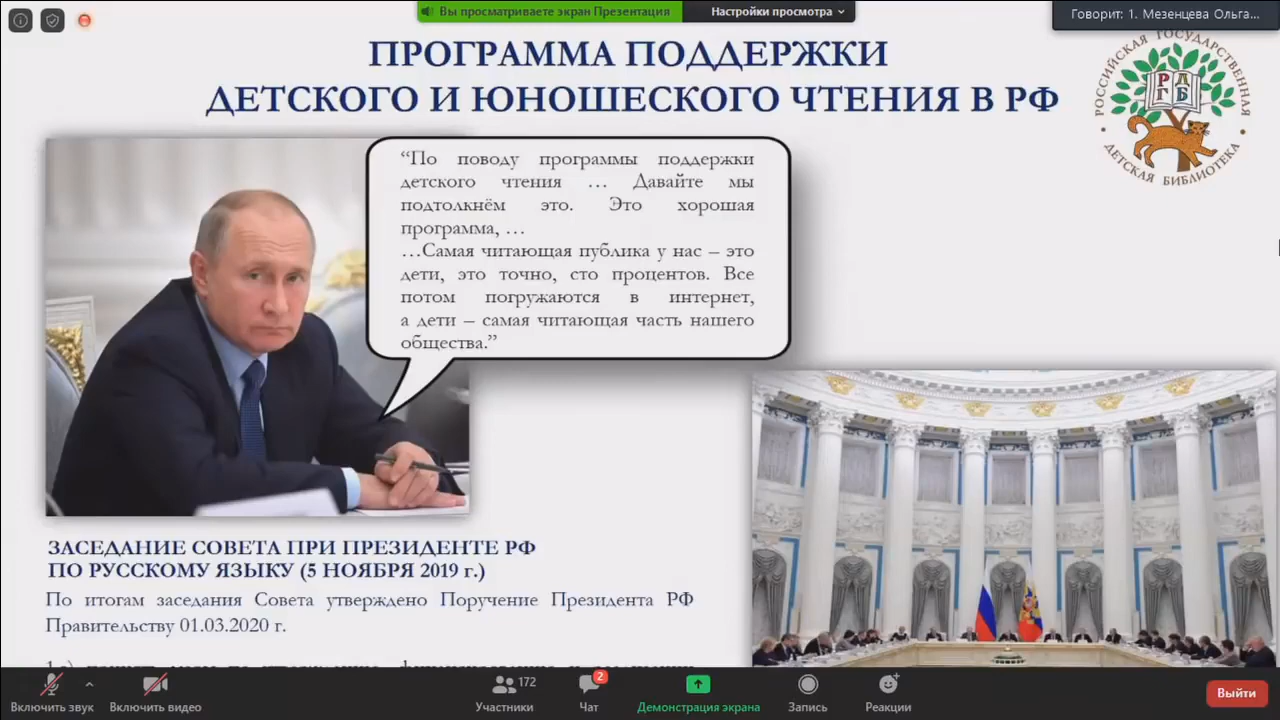 Вы просматриваете экран Презентация
Настройки просмотра
Говорит: 1. Мезенцева Ольга...
ПРОГРАММА ПОДДЕРЖКИ
ДЕТСКОГО И ЮНОШЕСКОГО ЧТЕНИЯ В РФ
РОССИЙСКАЯ ГОСУДАРСТВЕННАЯ
РГДБ
ДЕТСКАЯ БИБЛИОТЕКА
“По поводу программы поддержки
детского чтения … Давайте мы
подтолкнём это. Это хорошая
программа, …
…Самая читающая публика у нас – это
дети, это точно, сто процентов. Все
потом погружаются в интернет,
а дети – самая читающая часть нашего
общества.”
ЗАСЕДАНИЕ СОВЕТА ПРИ ПРЕЗИДЕНТЕ РФ
ПО РУССКОМУ ЯЗЫКУ (5 НОЯБРЯ 2019 г.)
По итогам заседания Совета утверждено Поручение Президента РФ
Правительству 01.03.2020 г.
Включить звук
Включить видео
172
Участники
2
Чат
Демонстрация экрана
Запись
Реакции
Выйти